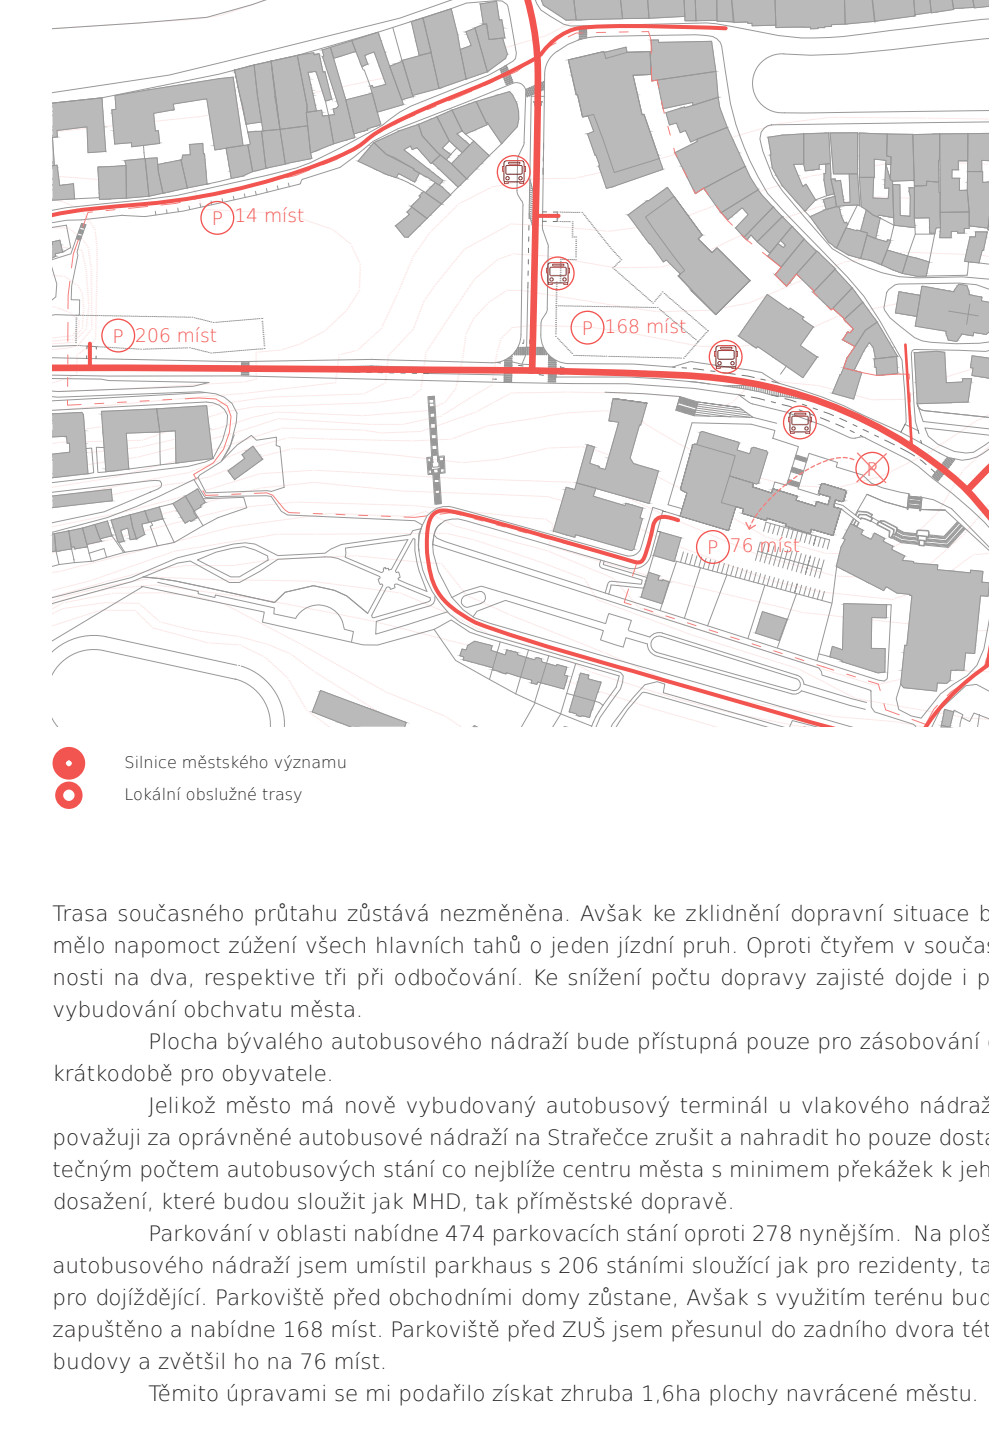 P 14 míst
P 206 míst
P 168 míst
P
P 76 míst
Silnice městského významu
Lokální obslužné trasy
Trasa současného průtahu zůstává nezměněna. Avšak ke zklidnění dopravní situace b
mělo napomoct zúžení všech hlavních tahů o jeden jízdní pruh. Oproti čtyřem v součas
nosti na dva, respektive tři při odbočování. Ke snížení počtu dopravy zajisté dojde i p
vybudování obchvatu města.
Plocha bývalého autobusového nádraží bude přístupná pouze pro zásobování
krátkodobě pro obyvatele.
Jelikož město má nově vybudovaný autobusový terminál u vlakového nádraž
považuji za oprávněné autobusové nádraží na Strařečce zrušit a nahradit ho pouze dosta
tečným počtem autobusových stání co nejblíže centru města s minimem překážek k jeh
dosažení, které budou sloužit jak MHD, tak příměstské dopravě.
Parkování v oblasti nabídne 474 parkovacích stání oproti 278 nynějším. Na ploš
autobusového nádraží jsem umístil parkhaus s 206 stáními sloužící jak pro rezidenty, ta
pro dojíždějící. Parkoviště před obchodními domy zůstane, Avšak s využitím terénu bud
zapuštěno a nabídne 168 míst. Parkoviště před ZUŠ jsem přesunul do zadního dvora tét
budovy a zvětšil ho na 76 míst.
Těmito úpravami se mi podařilo získat zhruba 1,6ha plochy navrácené městu.